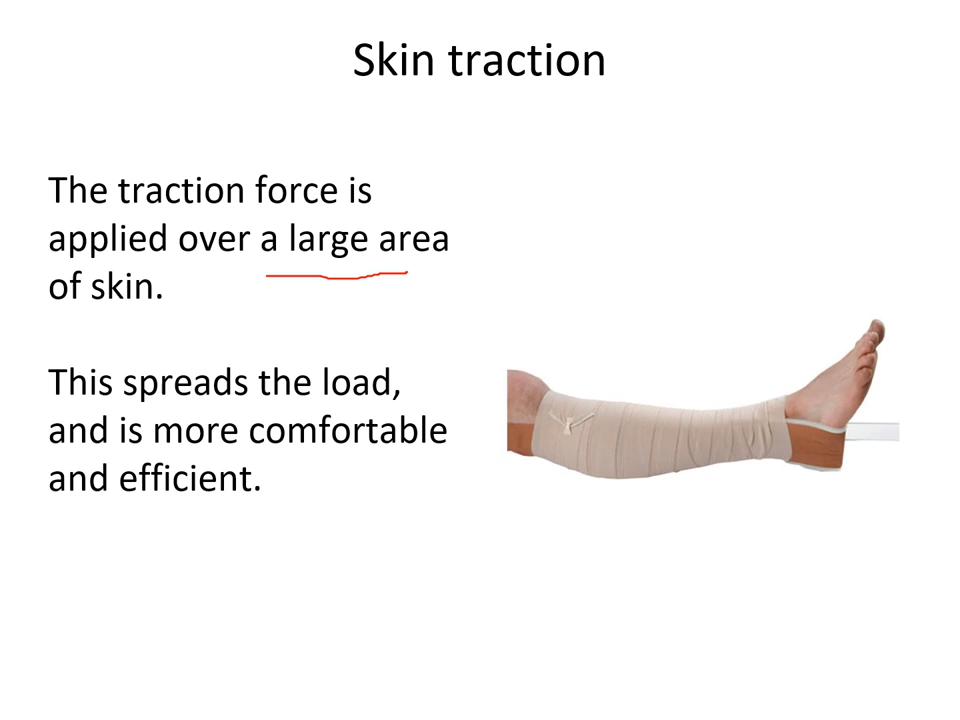 Skin traction
The traction force is
applied over a large area
of skin.
This spreads the load,
and is more comfortable
and efficient.